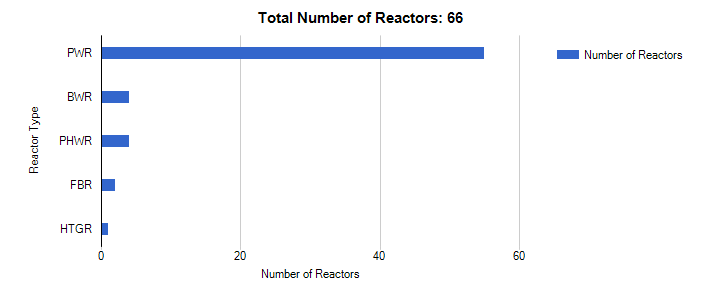 Total Number of Reactors: 66
PWR
Number of Reactors
BWR
Reactor Type
PHWR
FBR
HTGR
0 20 40 60
Number of Reactors